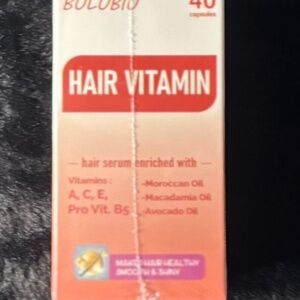 BOLOBIO
40
capsules
HAIR VITAMIN
hair serum enriched with
Vitamins : -Moroccan Oil
A, C, E, -Macadamia Oil
Pro Vit. B5 -Avocado Oil
MAKES HAIR HEALTHY
SMOOTH & SHINY